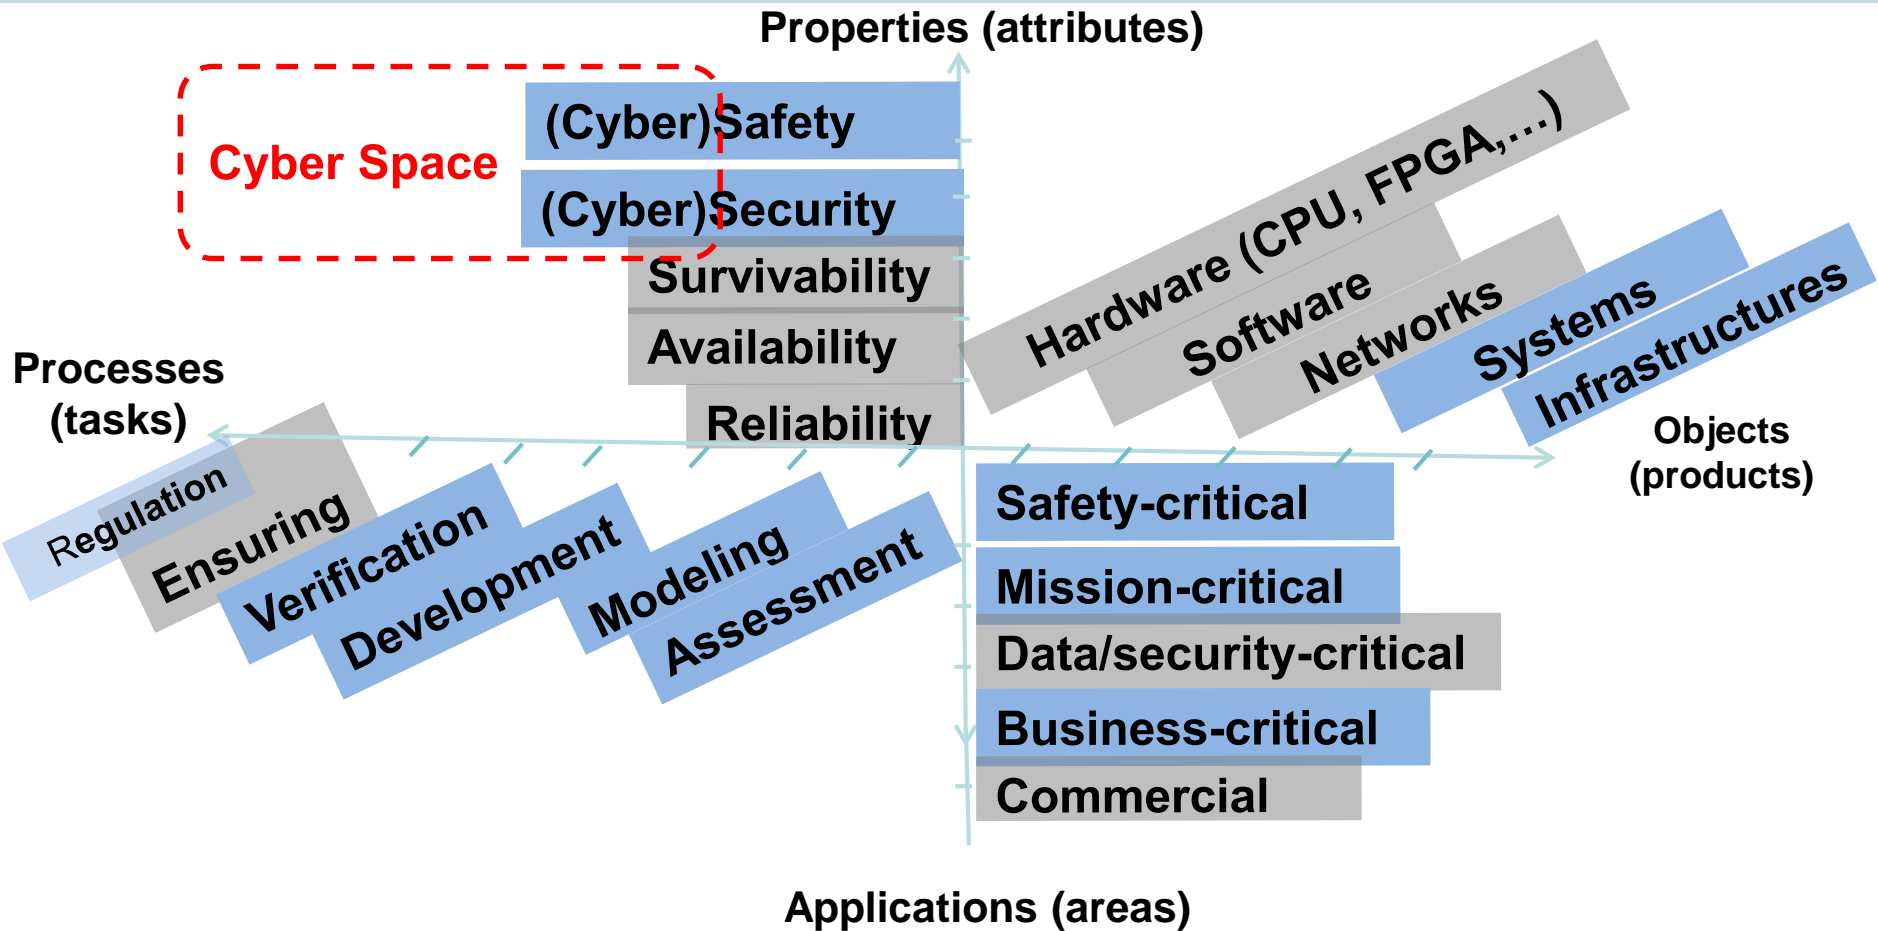 Properties (attributes)
Cyber Space
(Cyber)Safety
(Cyber)Security
Survivability
Availability
Reliability
Hardware (CPU, FPGA,...)
Software
Networks
Systems
Infrastructures
Processes
(tasks)
Objects
(products)
Regulation
Ensuring
Verification
Development
Modeling
Assessment
Safety-critical
Mission-critical
Data/security-critical
Business-critical
Commercial
Applications (areas)